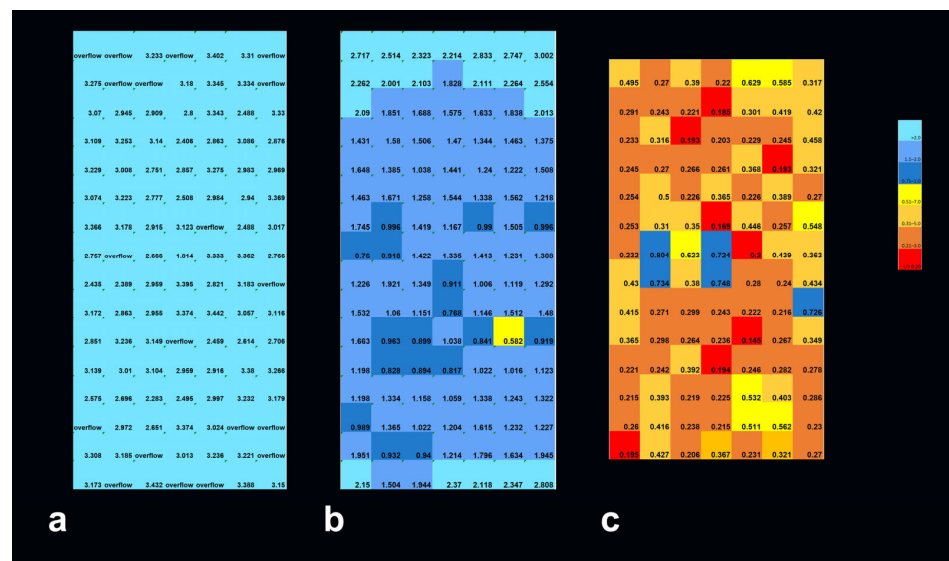 overflow overflow 3.233 overflow 3.402 3.31 overflow
3.275 overflow overflow 3.18 3.345 3.334 overflow
3.07 2.945 2.909 2.8 3.343 2.488 3.33
3.109 3.253 3.14 2.406 2.863 3.086 2.876
3.229 3.008 2.751 2.857 3.275 2.983 2.969
3.074 3.223 2.777 2.508 2.984 2.94 3.369
3.366 3.178 2.915 3.123 overflow 2.488 3.017
2.757 overflow
2.435 2.389 2.959 3.395 2.821 3.183 overflow
3.172 2.863 2.955 3.374 3.442 3.057 3.116
2.851 3.236 3.149 overflow 2.459 2.614 2.706
3.139 3.01 3.104 2.959 2.916 3.38 3.266
2.575 2.696 2.283 2.495 2.997 3.232 3.179
overflow 2.972 2.651 3.374 3.024 overflow overflow
3.308 3.185 overflow 3.013 3.236 3.221 overflow
3.173 overflow 3.432 overflow overflow 3.388 3.15
a
2.717 2.514 2.323 2.214 2.833 2.747 3.002
2.262 2.001 2.103 1.828 2.111 2.264 2.554
2.09 1.851 1.688 1.575 1.633 1.838 2.013
1.431 1.58 1.506 1.47 1.344 1.463 1.375
1.648 1.385 1.038 1.441 1.24 1.222 1.508
1.463 1.671 1.258 1.544 1.338 1.562 1.218
1.745 0.996 1.419 1.167 0.99 1.505 0.996
0.76 0.918 1.422 1.335 1.413 1.231
1.226 1.921 1.349 0.911 1.006 1.119 1.292
1.532 1.06 1.151 0.768 1.146 1.512 1.48
1.663 0.963 0.899 1.038 0.841 0.582 0.919
1.198 0.828 0.894 0.817 1.022 1.016 1.123
1.198 1.334 1.158 1.059 1.338 1.243 1.322
0.989 1.365 1.022 1.204 1.615 1.232 1.227
1.951 0.932 0.94 1.214 1.796 1.634 1.945
2.15 1.504 1.944 2.37 2.118 2.347 2.808
b
0.495 0.27 0.39 0.22 0.629 0.585 0.317
0.291 0.243 0.221 0.185 0.301 0.419 0.42
0.233 0.316 0.193 0.203 0.229 0.245 0.458
0.245 0.27 0.266 0.261 0.368 0.193 0.321
0.254 0.5 0.226 0.365 0.226 0.389 0.27
0.253 0.31 0.35 0.169 0.446 0.257 0.548
0.804 0.623 0.724 0.2
0.43 0.734 0.38 0.748 0.28 0.24 0.434
0.415 0.271 0.299 0.243 0.222 0.216 0.726
0.365 0.298 0.264 0.236 0.145 0.267 0.349
0.221 0.242 0.392 0.194 0.246 0.282 0.278
0.215 0.393 0.219 0.225 0.532 0.403 0.286
0.26 0.416 0.238 0.215 0.511 0.562 0.23
0.195 0.427 0.206 0.367 0.231 0.321 0.27
c